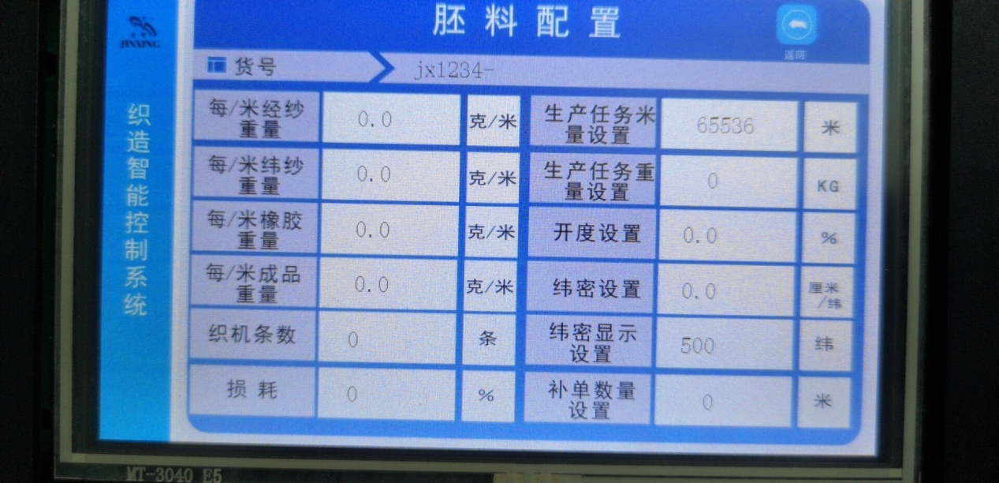 胚料配置
返回
JINXING
织造智能控制系统
货号
jx1234-
每/米经纱
重量
0.0
克/米
生产任务米
量设置
65536
米
每/米纬纱
重量
0.0
克/米
生产任务重
量设置
0
KG
每/米橡胶
重量
0.0
克/米
开度设置
0.0
%
每/米成品
重量
0.0
克/米
纬密设置
0.0
厘米
/纬
织机条数
0
条
纬密显示
设置
500
纬
损耗
0
%
补单数量
设置
0
米
MT-3040 E5